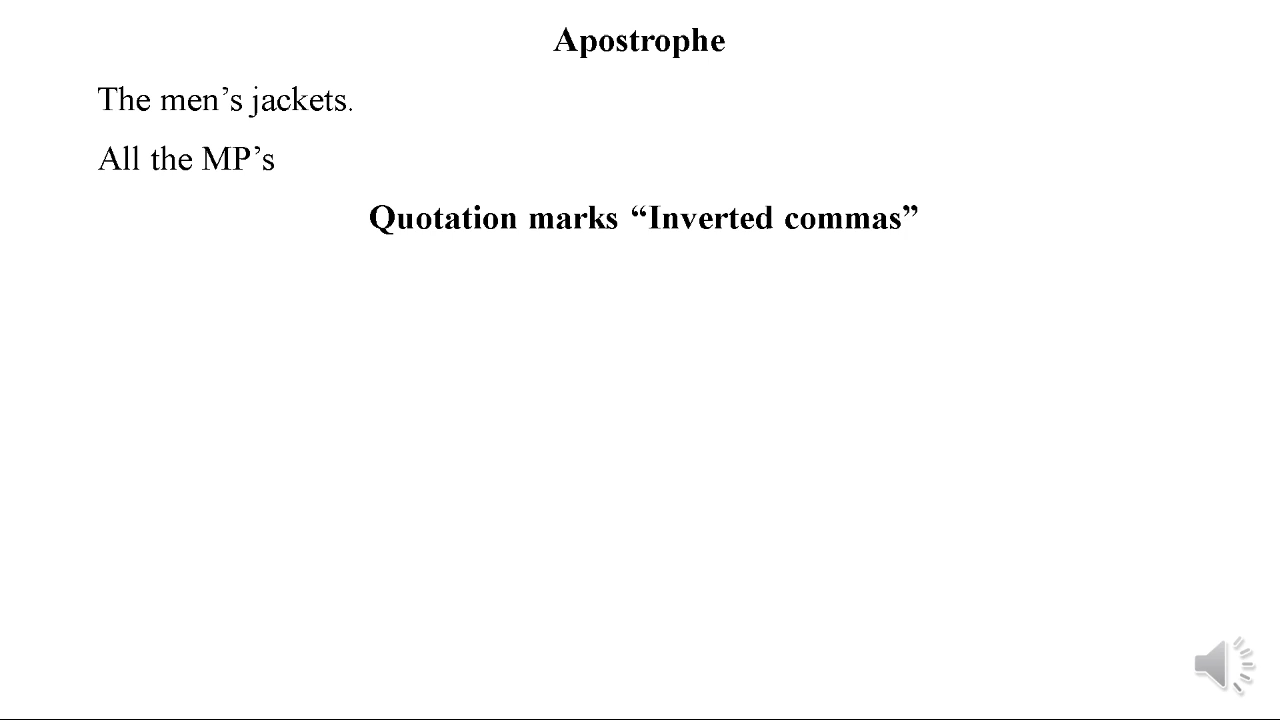 Apostrophe
The men’s jackets.
All the MP’s
Quotation marks “Inverted commas”